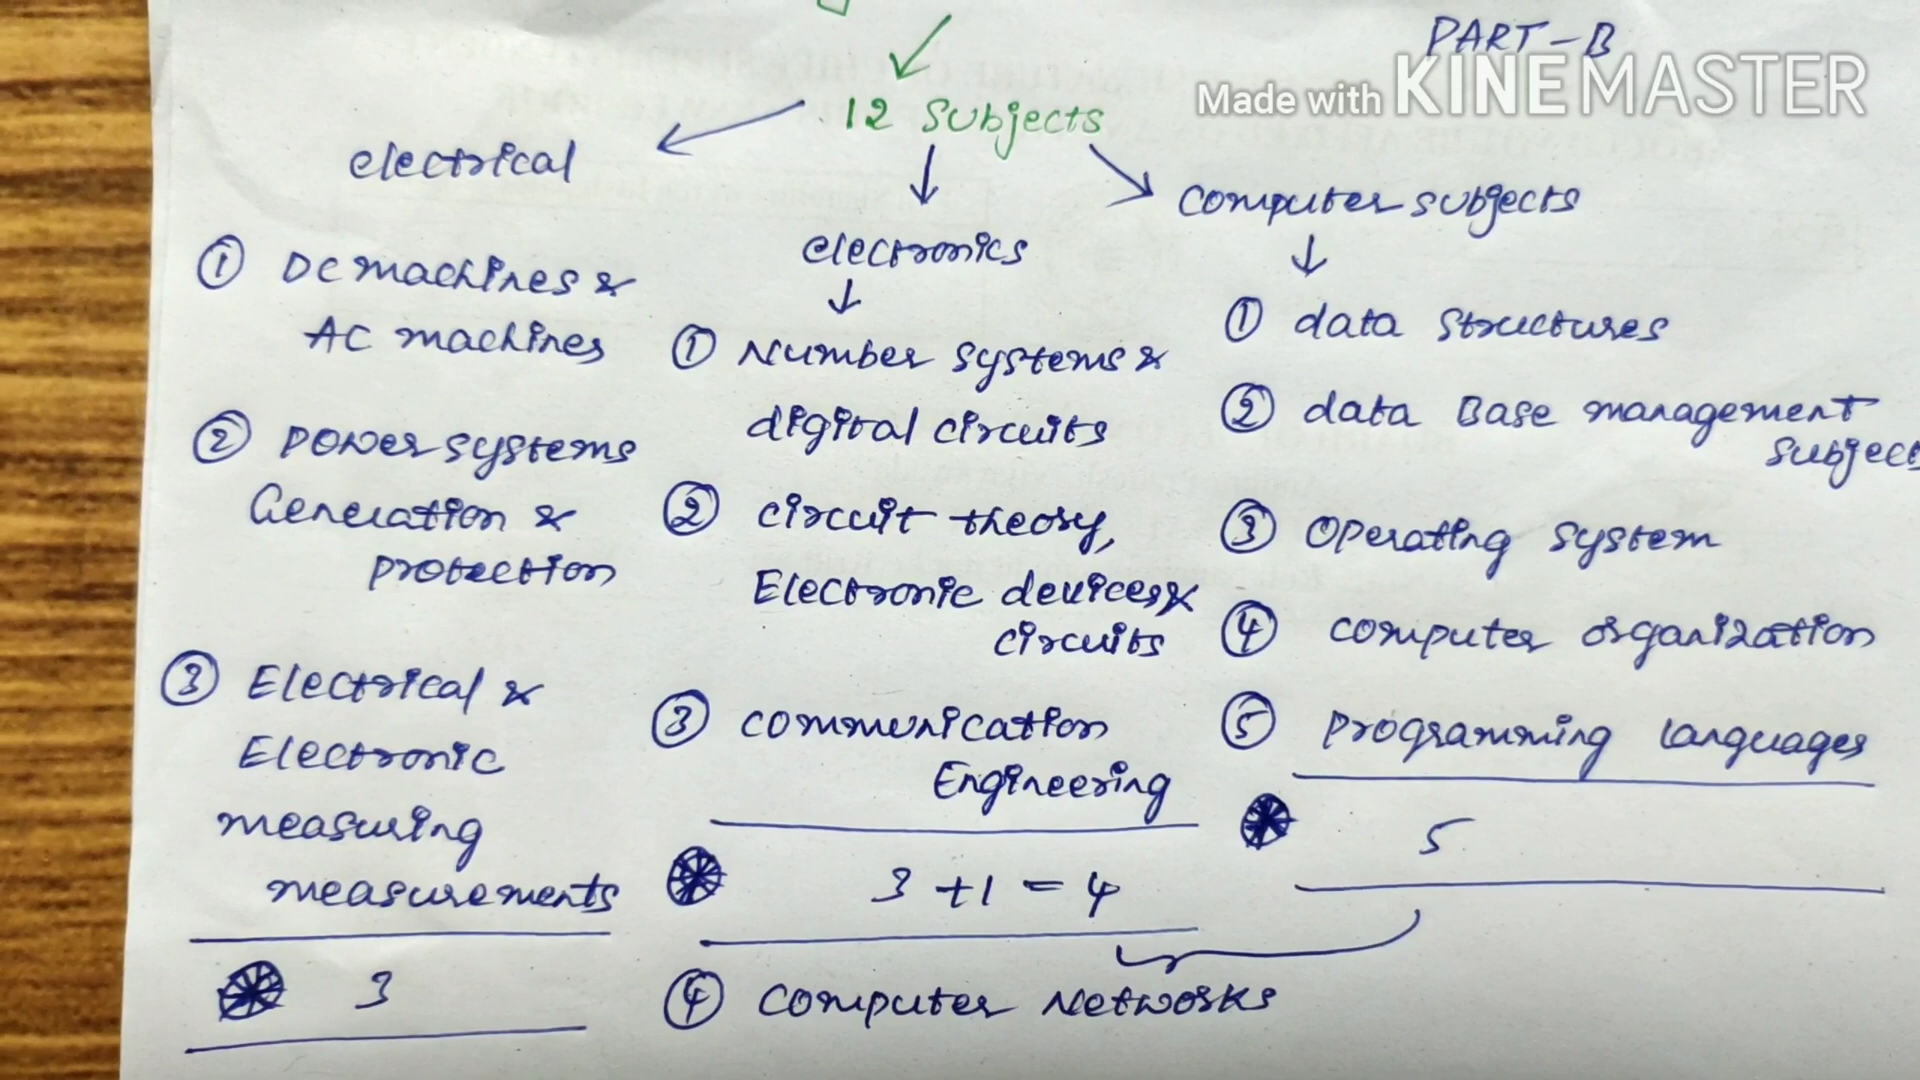 PART-B
Made with KINEMASTER
12 Subjects
electrical
① DC machines &
AC machines
② power systems
Generation &
protection
③ Electrical &
Electronic
measuring
measurements
3
electronics
① Number systems &
digital circuits
② circuit theory,
Electronic devices &
circuits
③ communication
Engineering
3 + 1 = 4
④ computer Networks
computer subjects
① data structures
② data Base management
subject
③ operating system
④ computer organization
⑤ programming languages
5